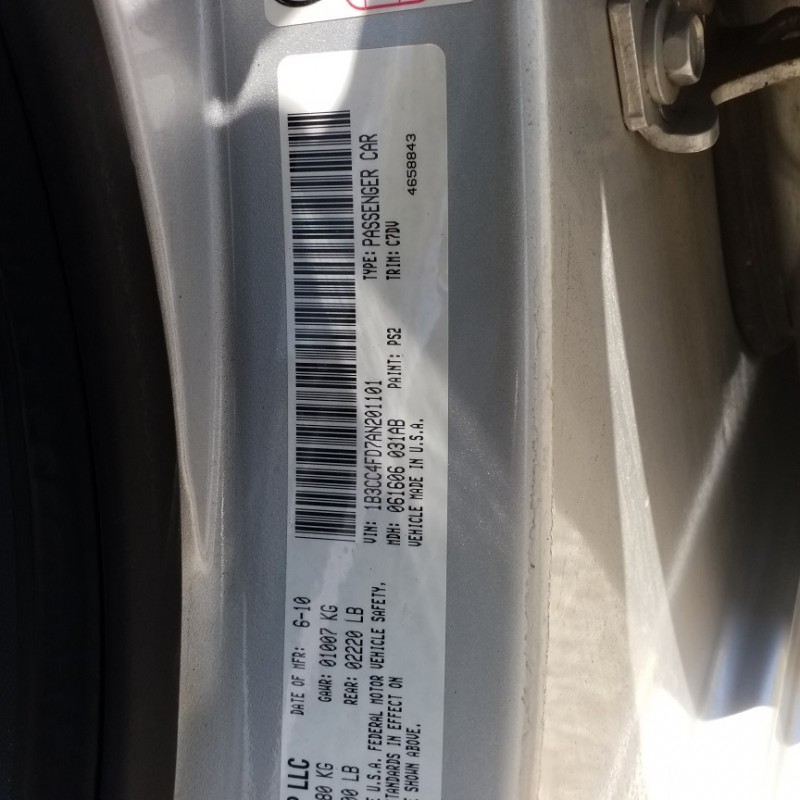 P LLC
DATE OF MFR: 6-10
GAWR: 01007 KG
REAR: 02220 LB
U.S.A. FEDERAL MOTOR VEHICLE SAFETY,
IN EFFECT ON
SHOWN ABOVE.
VIN: 1B3CC4FD7AN201101
TYPE: PASSENGER CAR
MDH: 061606 031AB
PAINT: PS2
TRIM: C7DV
VEHICLE MADE IN U.S.A.
4658843